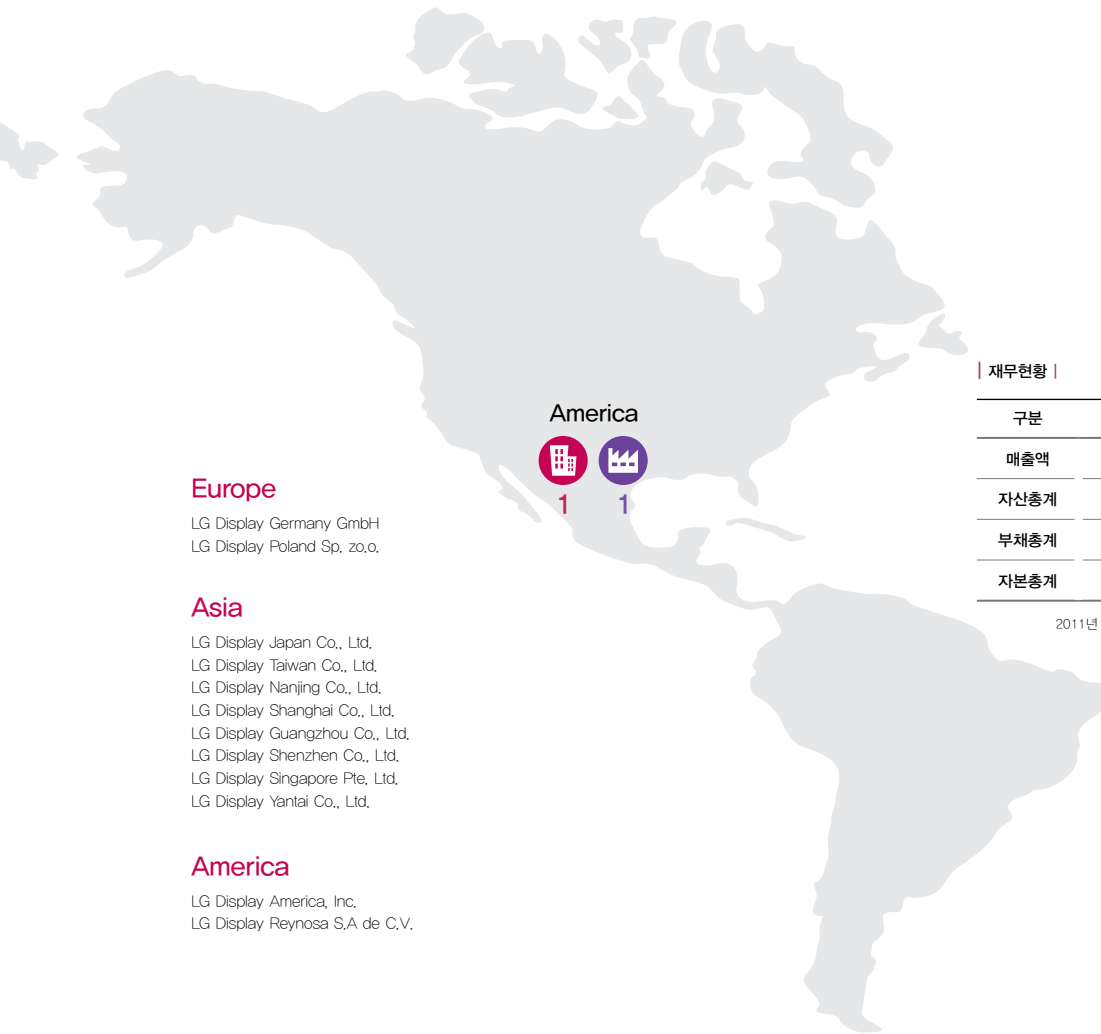 America
1 1
Europe
LG Display Germany GmbH
LG Display Poland Sp. zo.o.
Asia
LG Display Japan Co., Ltd.
LG Display Taiwan Co., Ltd.
LG Display Nanjing Co., Ltd.
LG Display Shanghai Co., Ltd.
LG Display Guangzhou Co., Ltd.
LG Display Shenzhen Co., Ltd.
LG Display Singapore Pte. Ltd.
LG Display Yantai Co., Ltd.
America
LG Display America, Inc.
LG Display Reynosa S.A de C.V.
| 재무현황 |
구분
매출액
자산총계
부채총계
자본총계
2011년